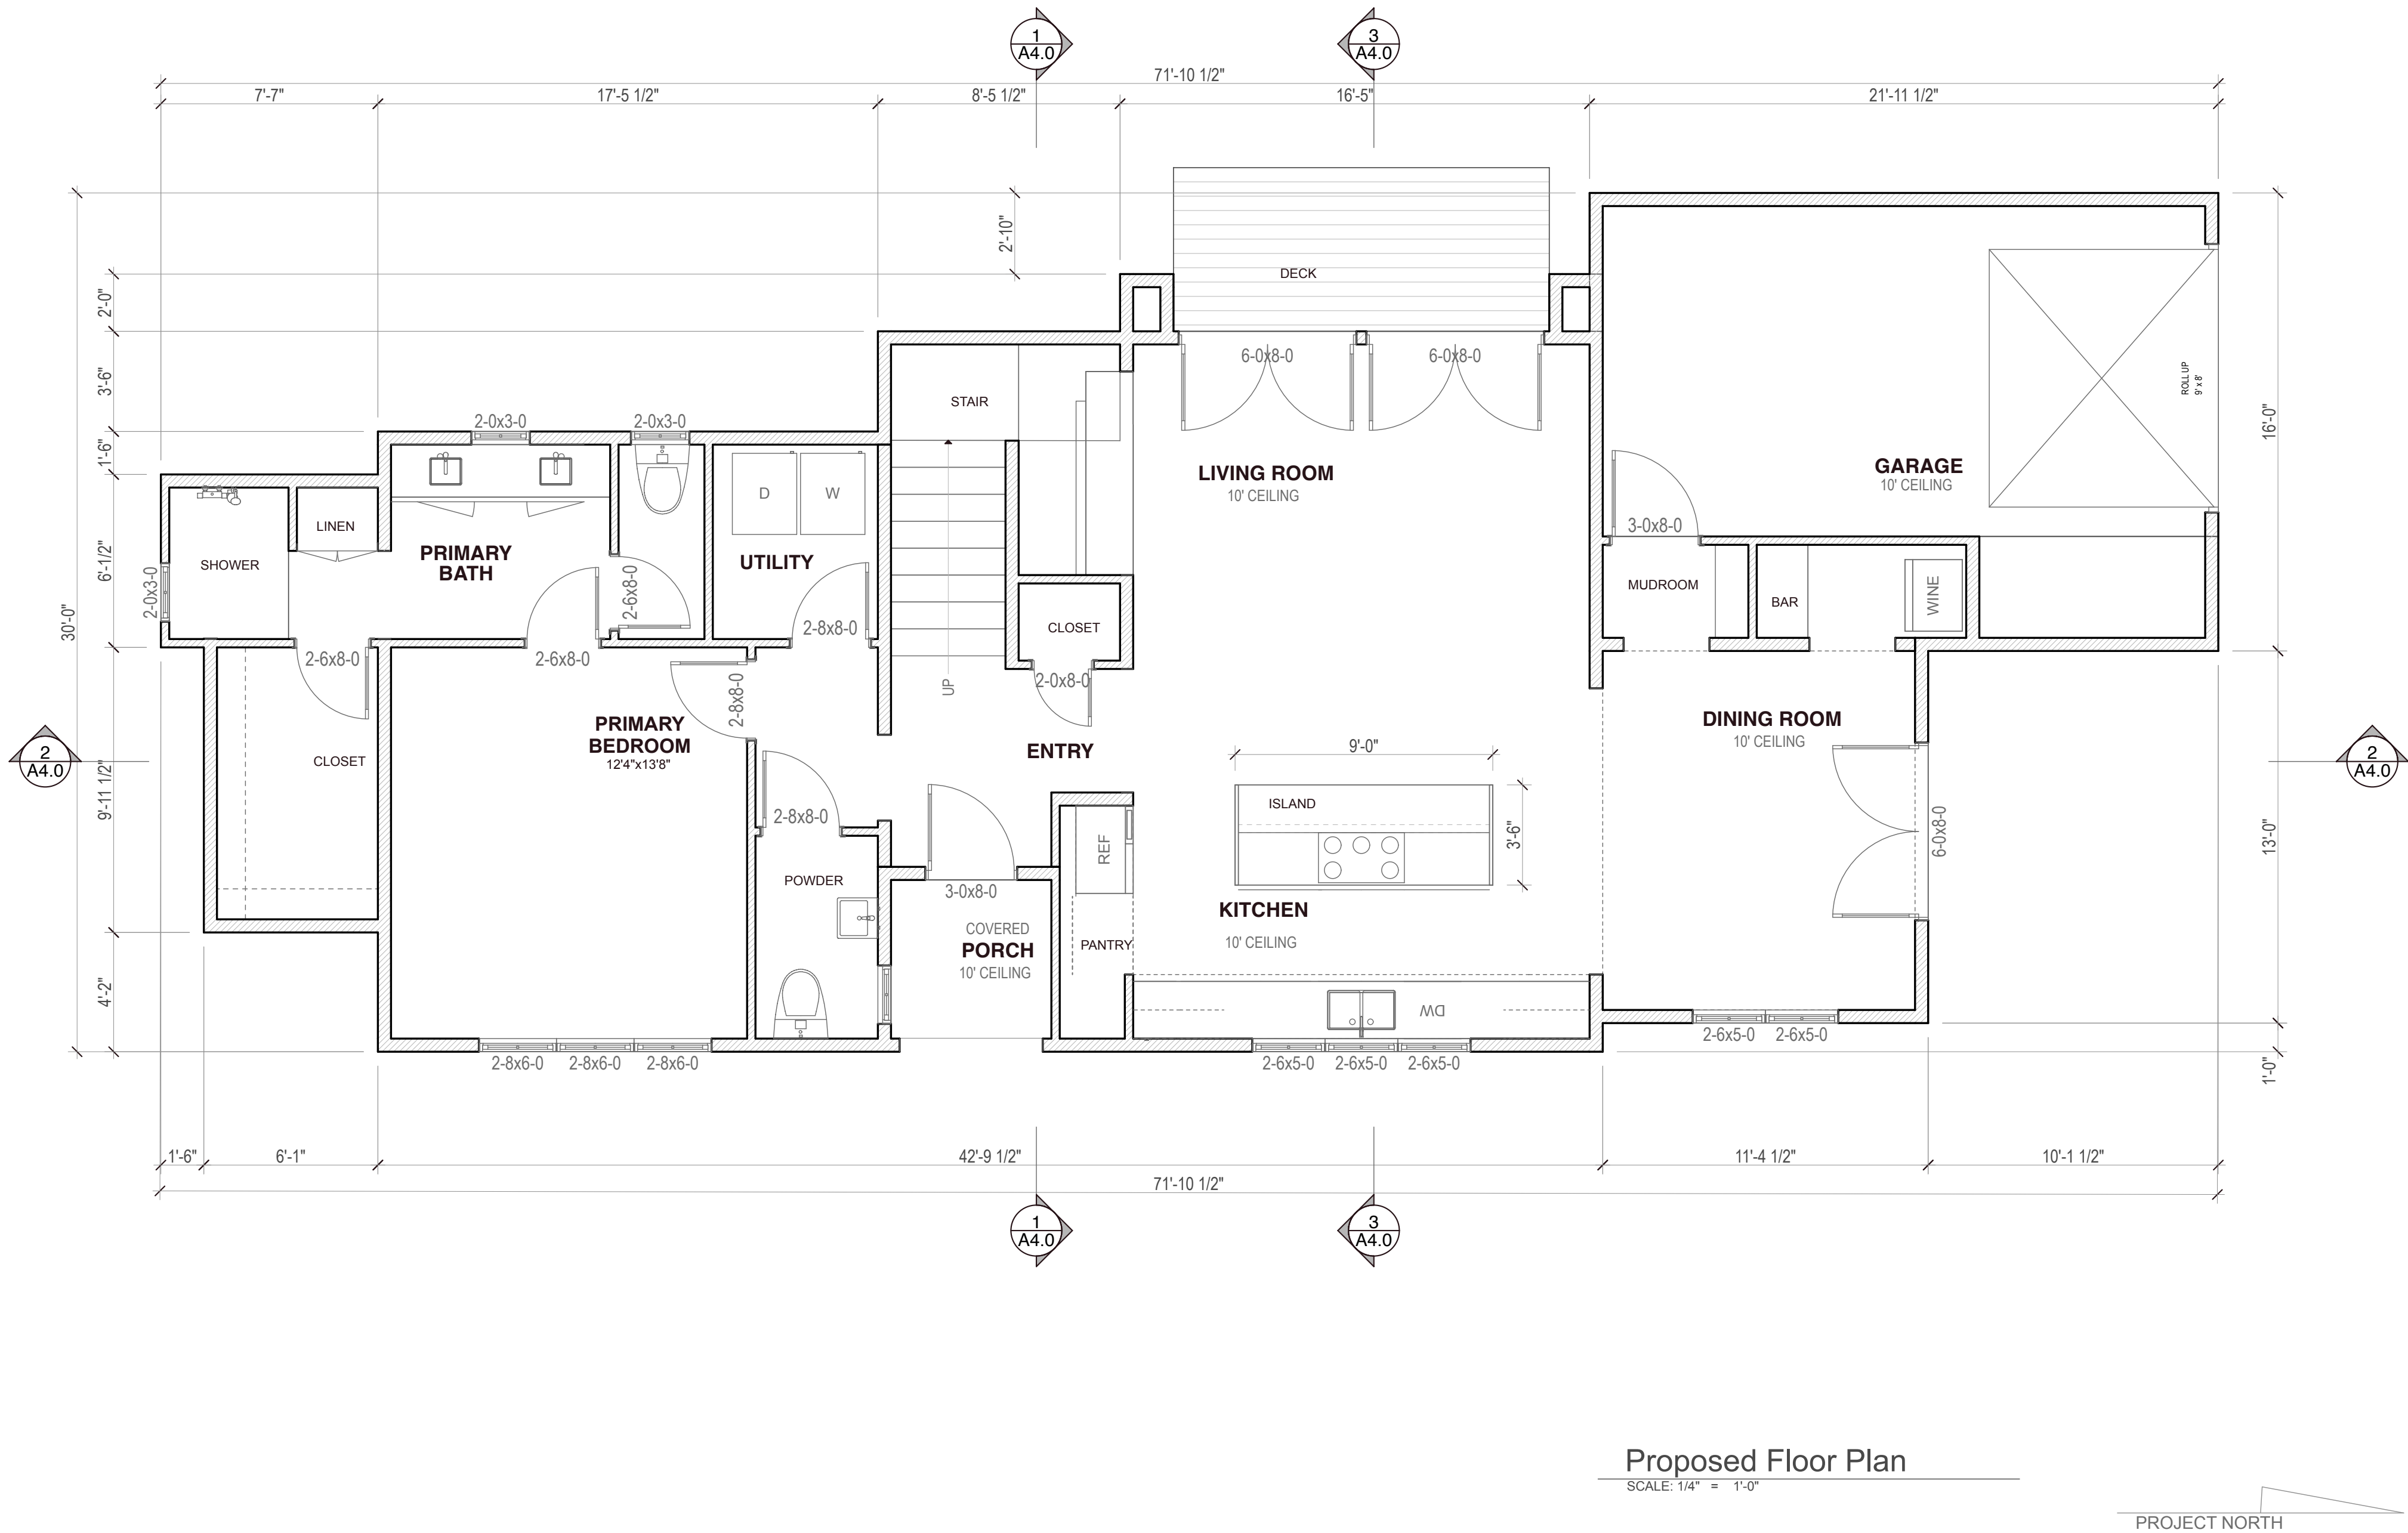 1
A4.0
3
A4.0
71'-10 1/2"
7'-7"
17'-5 1/2"
8'-5 1/2"
16'-5"
21'-11 1/2"
2'-10"
DECK
2'-0"
6-0x8-0
6-0x8-0
3'-6"
STAIR
ROLL UP
9' x 8'
2-0x3-0
2-0x3-0
16'-0"
1'-6"
LIVING ROOM
10' CEILING
GARAGE
10' CEILING
D
W
LINEN
3-0x8-0
6'-1/2"
SHOWER
PRIMARY
BATH
UTILITY
2-0x3-0
2-6x8-0
MUDROOM
BAR
WINE
30'-0"
2-8x8-0
CLOSET
2-6x8-0
2-6x8-0
2-8x8-0
UP
2-0x8-0
PRIMARY
BEDROOM
12'4"x13'8"
DINING ROOM
10' CEILING
2
A4.0
CLOSET
ENTRY
9'-0"
2
A4.0
9'-11 1/2"
ISLAND
2-8x8-0
REF
3'-6"
6-0x8-0
13'-0"
POWDER
3-0x8-0
KITCHEN
10' CEILING
COVERED
PORCH
10' CEILING
PANTRY
4'-2"
DW
2-8x6-0
2-8x6-0
2-8x6-0
2-6x5-0
2-6x5-0
2-6x5-0
2-6x5-0
2-6x5-0
1'-0"
1'-6"
6'-1"
42'-9 1/2"
11'-4 1/2"
10'-1 1/2"
71'-10 1/2"
1
A4.0
3
A4.0
Proposed Floor Plan
SCALE: 1/4" = 1'-0"
PROJECT NORTH